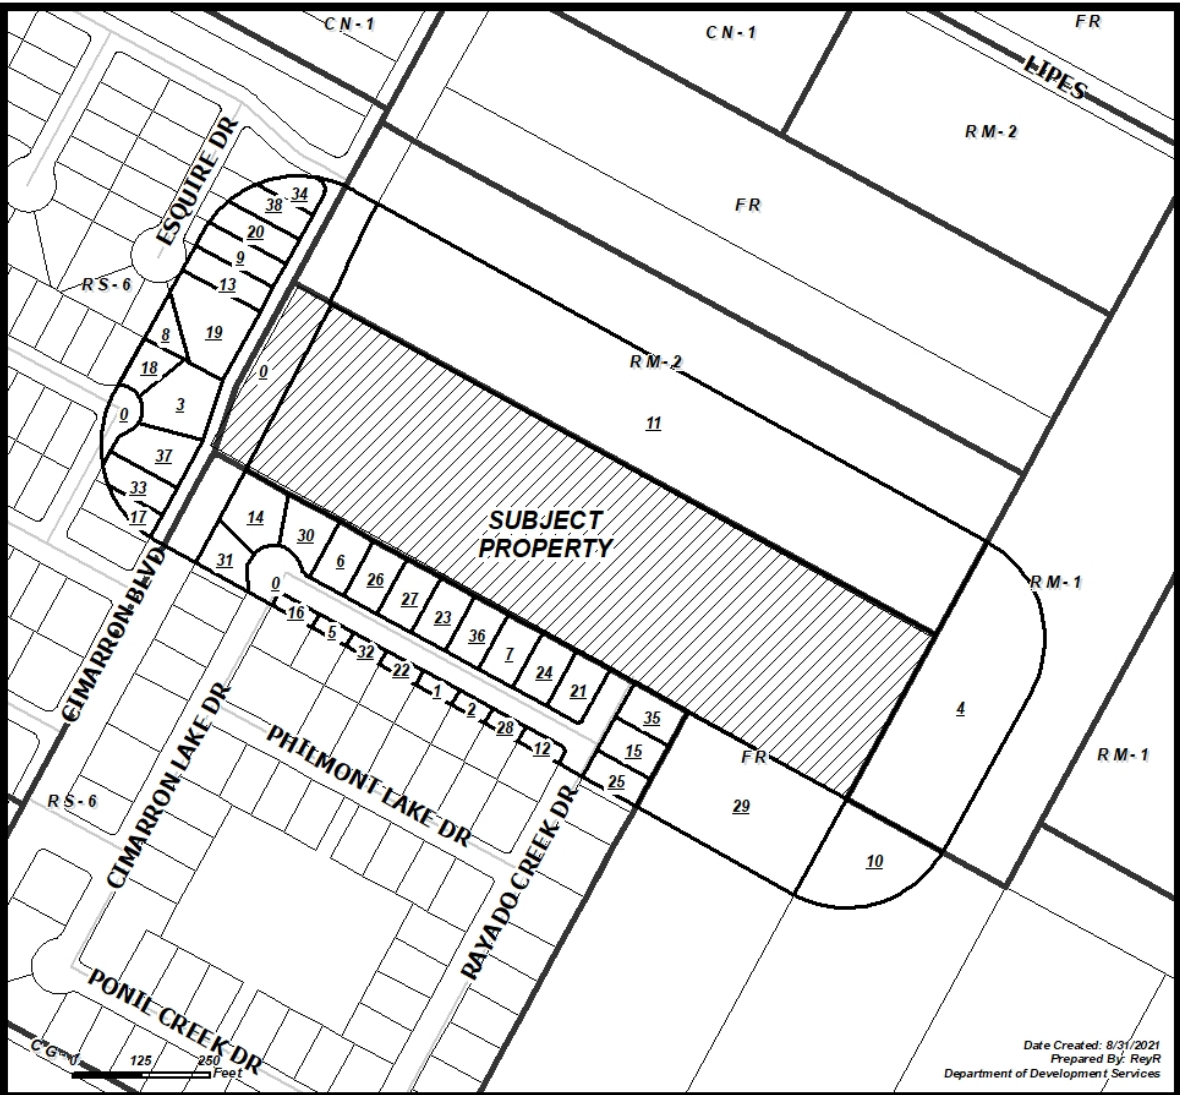 CN-1
CN-1
FR
LIPES
RM-2
ESQUIRE DR
34
38
20
FR
9
RS-6
13
19
8
RM-2
18
0
3
0
11
37
33
17
14
SUBJECT
PROPERTY
30
6
31
26
0
27
RM-1
16
23
5
36
32
7
22
24
1
21
2
4
28
35
12
15
FR
RM-1
25
CIMARRON BLVD
CIMARRON LAKE DR
PHILMONT LAKE DR
RS-6
29
10
RAYADO CREEK DR
PONIL CREEK DR
CG-1
0 125 250
Feet
Date Created: 8/31/2021
Prepared By: ReyR
Department of Development Services